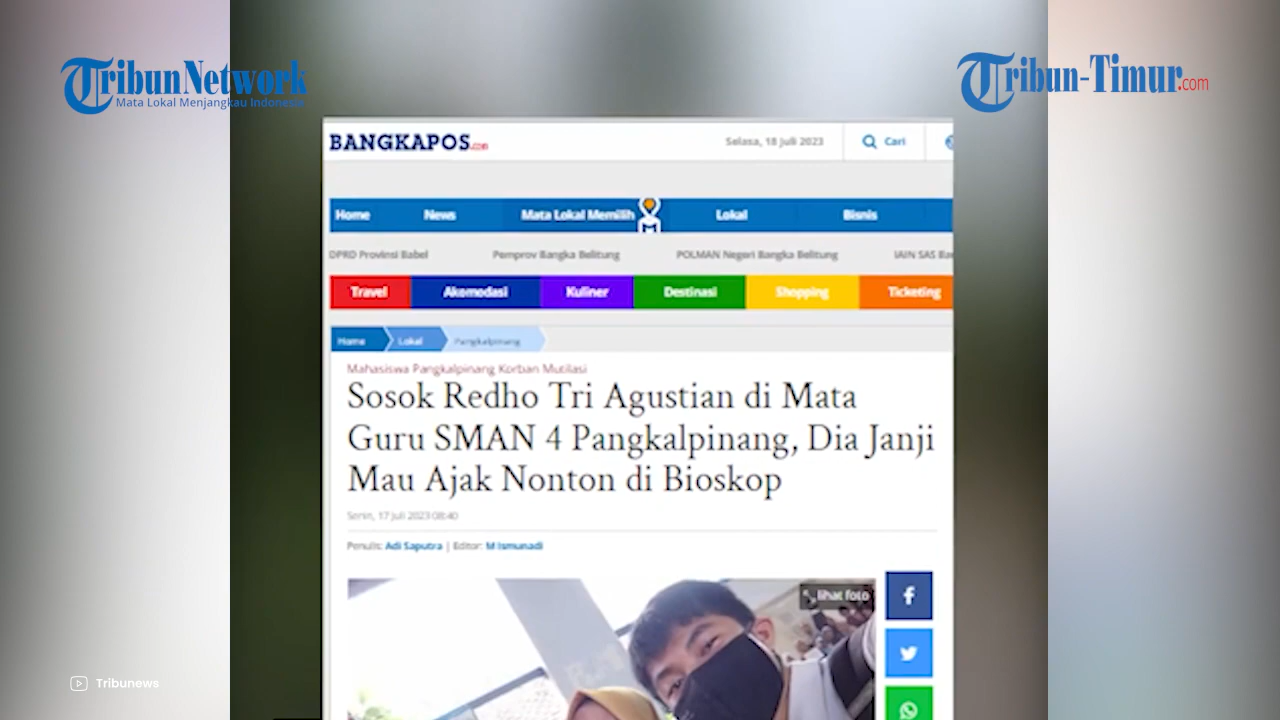 TribunNetwork
Mata Lokal Menjangkau Indonesia
Tribun-Timur.com
BANGKAPOS.com
Selasa, 18 Juli 2023
Cari
Home News Mata Lokal Memilih Lokal Bisnis
DPRD Provinsi Babel Pemprov Bangka Belitung POLMAN Negeri Bangka Belitung IAIN SAS
Travel Akomodasi Kuliner Destinasi Shopping Ticketing
Home Lokal Pangkalpinang
Mahasiswa Pangkalpinang Korban Mutilasi
Sosok Redho Tri Agustian di Mata
Guru SMAN 4 Pangkalpinang, Dia Janji
Mau Ajak Nonton di Bioskop
Senin, 17 Juli 2023 08:40
Penulis: Adi Saputra | Editor: M Ismunadi
lihat foto
Tribunews